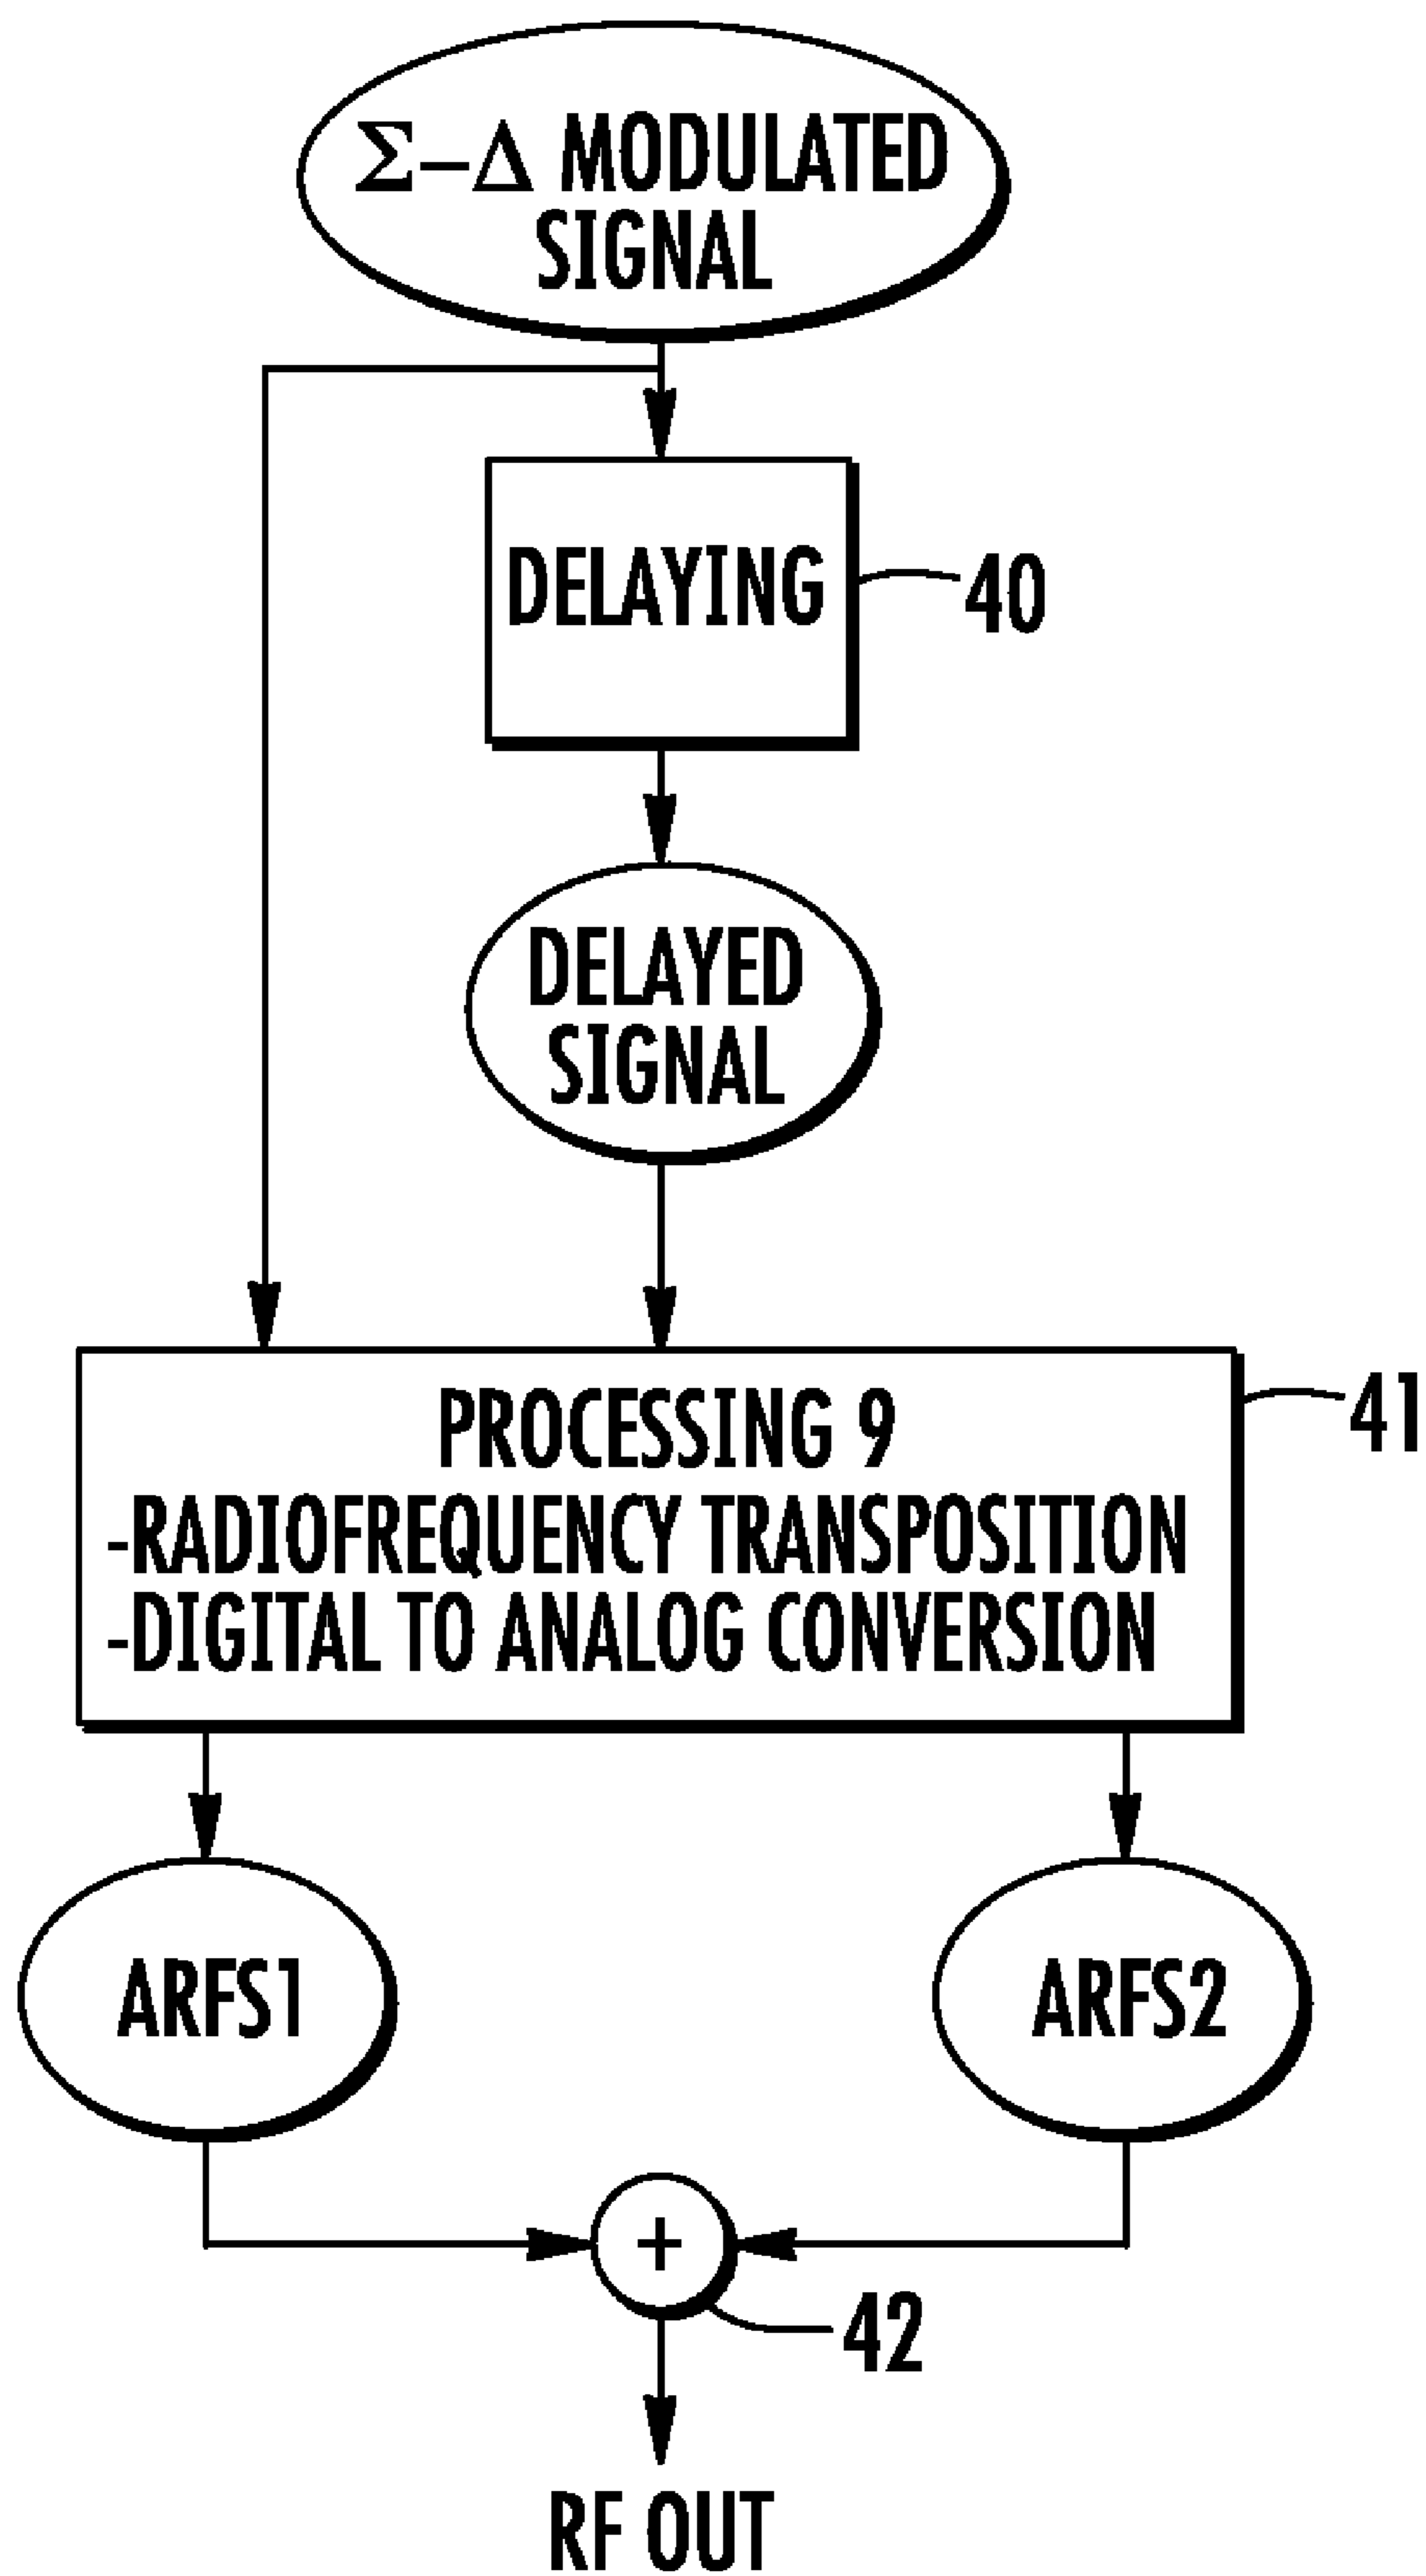 Σ–Δ MODULATED
SIGNAL
DELAYING
40
DELAYED
SIGNAL
PROCESSING 9
41
-RADIOFREQUENCY TRANSPOSITION
-DIGITAL TO ANALOG CONVERSION
ARFS1
ARFS2
+
42
RF OUT